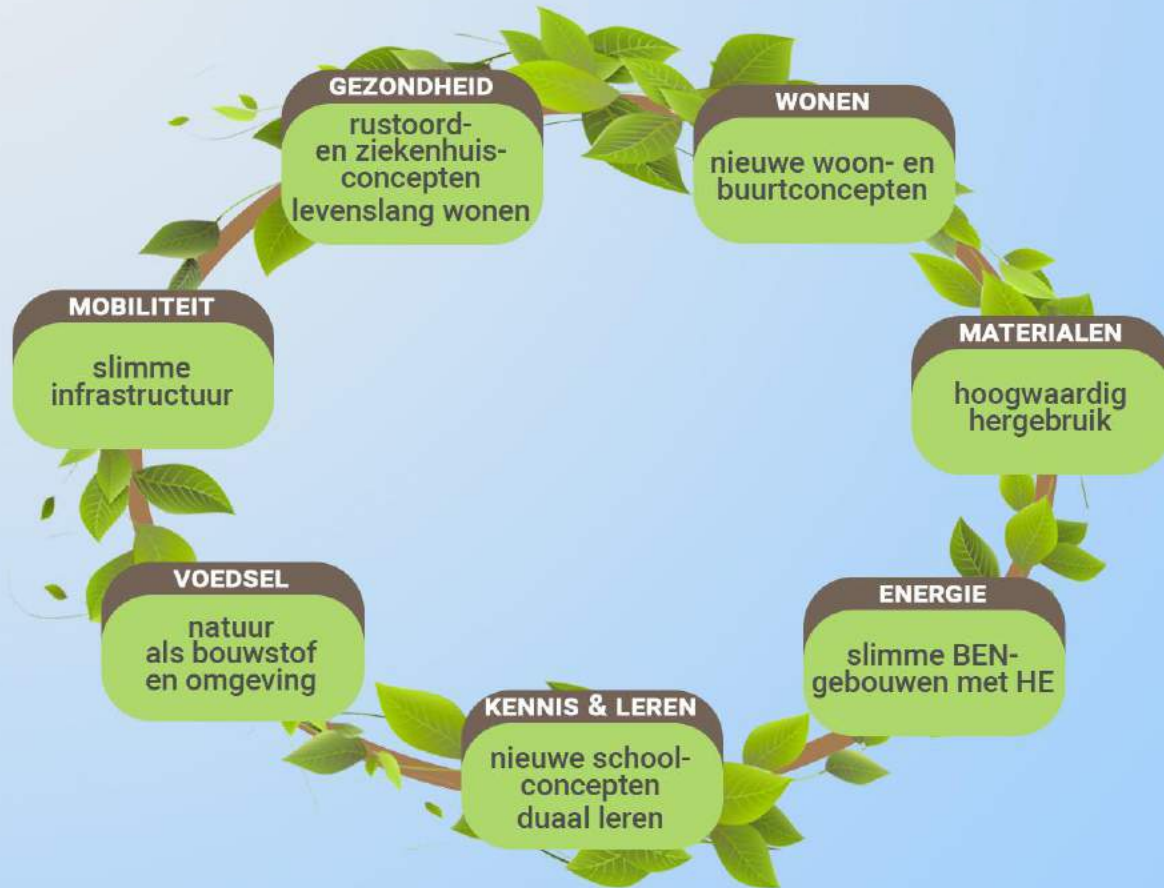 GEZONDHEID
rustoord-
en ziekenhuis-
concepten
levenslang wonen
WONEN
nieuwe woon- en
buurtconcepten
MATERIALEN
hoogwaardig
hergebruik
ENERGIE
slimme BEN-
gebouwen met HE
KENNIS & LEREN
nieuwe school-
concepten
duaal leren
VOEDSEL
natuur
als bouwstof
en omgeving
MOBILITEIT
slimme
infrastructuur